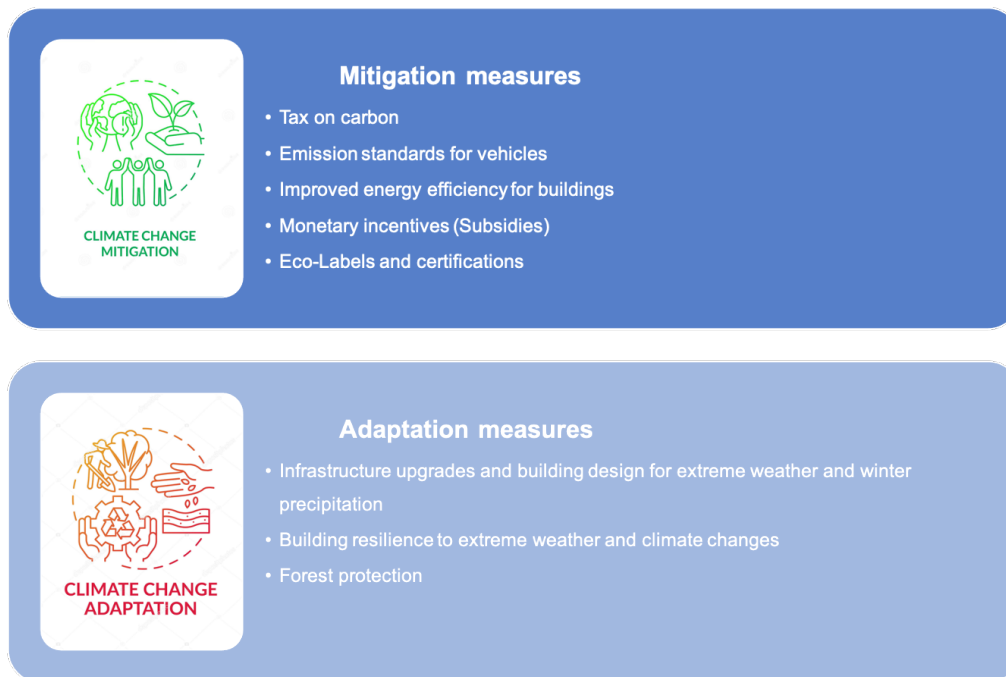 Mitigation measures
• Tax on carbon
• Emission standards for vehicles
• Improved energy efficiency for buildings
• Monetary incentives (Subsidies)
• Eco-Labels and certifications
CLIMATE CHANGE
MITIGATION
Adaptation measures
• Infrastructure upgrades and building design for extreme weather and winter
precipitation
• Building resilience to extreme weather and climate changes
• Forest protection
CLIMATE CHANGE
ADAPTATION